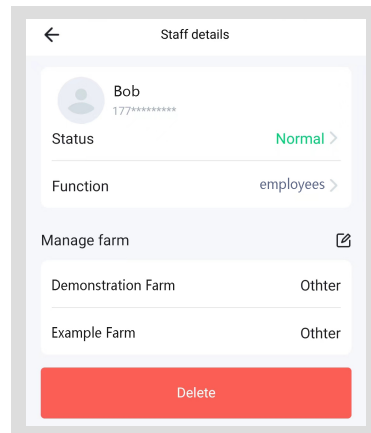 Staff details
Bob
177*********
Status Normal
Function employees
Manage farm
Demonstration Farm Othter
Example Farm Othter
Delete